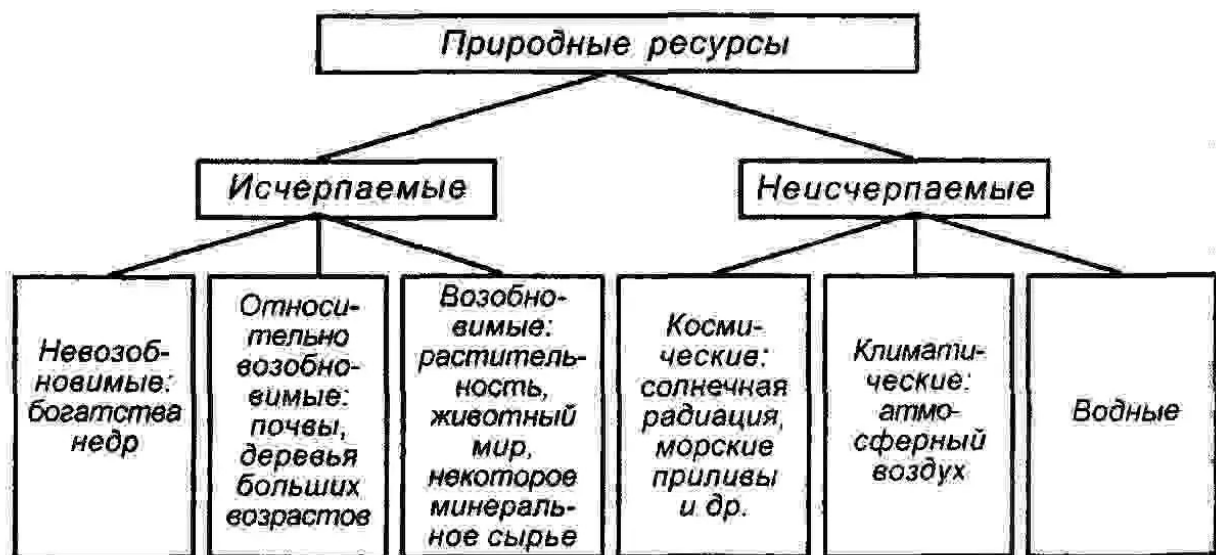 Природные ресурсы
Исчерпаемые
Неисчерпаемые
Невозоб-
новимые:
богатства
недр
Относи-
тельно
возобно-
вимые:
почвы,
деревья
больших
возрастов
Возобно-
вимые:
раститель-
ность,
животный
мир,
некоторое
минераль-
ное сырье
Косми-
ческие:
солнечная
радиация,
морские
приливы
и др.
Климати-
ческие:
атмо-
сферный
воздух
Водные